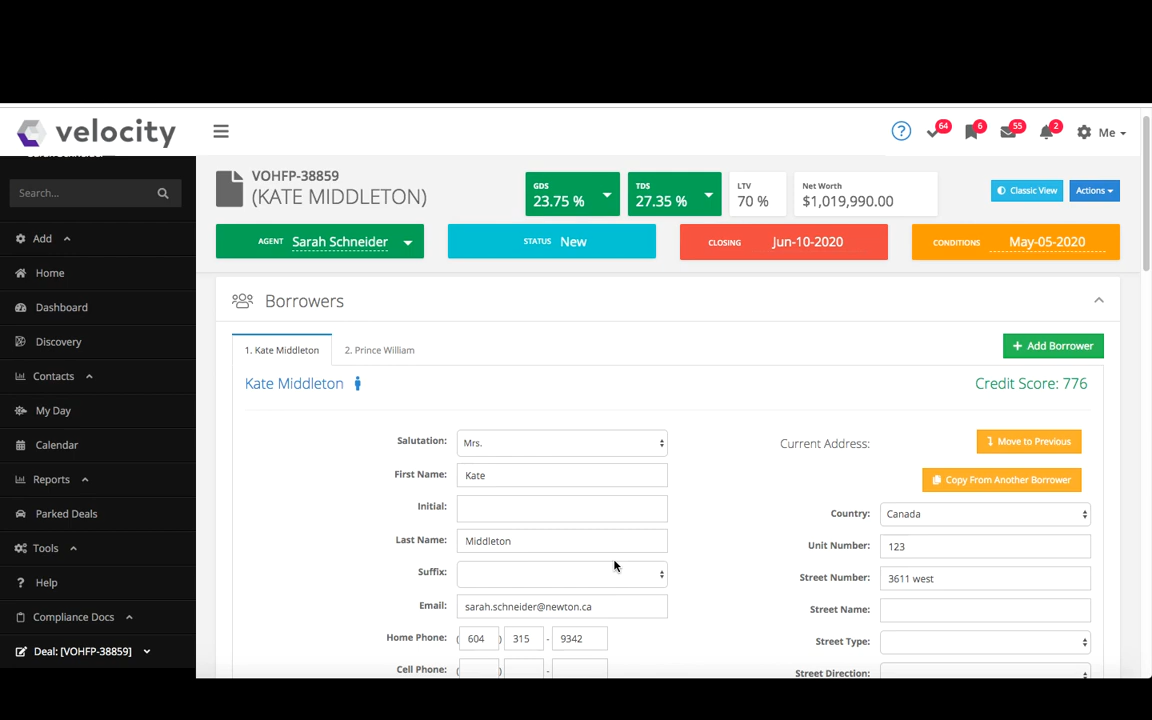 velocity
64
6
55
2
Me
Search...
VOHFP-38859
(KATE MIDDLETON)
GDS
23.75 %
TDS
27.35 %
LTV
70 %
Net Worth
$1,019,990.00
Classic View
Actions
AGENT Sarah Schneider
STATUS New
CLOSING Jun-10-2020
CONDITIONS May-05-2020
Add
Home
Dashboard
Discovery
Contacts
My Day
Calendar
Reports
Parked Deals
Tools
Help
Compliance Docs
Deal: [VOHFP-38859]
Borrowers
1. Kate Middleton
2. Prince William
+ Add Borrower
Kate Middleton
Credit Score: 776
Salutation: Mrs.
First Name: Kate
Initial:
Last Name: Middleton
Suffix:
Email: sarah.schneider@newton.ca
Home Phone: (604) 315 - 9342
Cell Phone: ( ) -
Current Address:
Move to Previous
Copy From Another Borrower
Country: Canada
Unit Number: 123
Street Number: 3611 west
Street Name:
Street Type:
Street Direction: